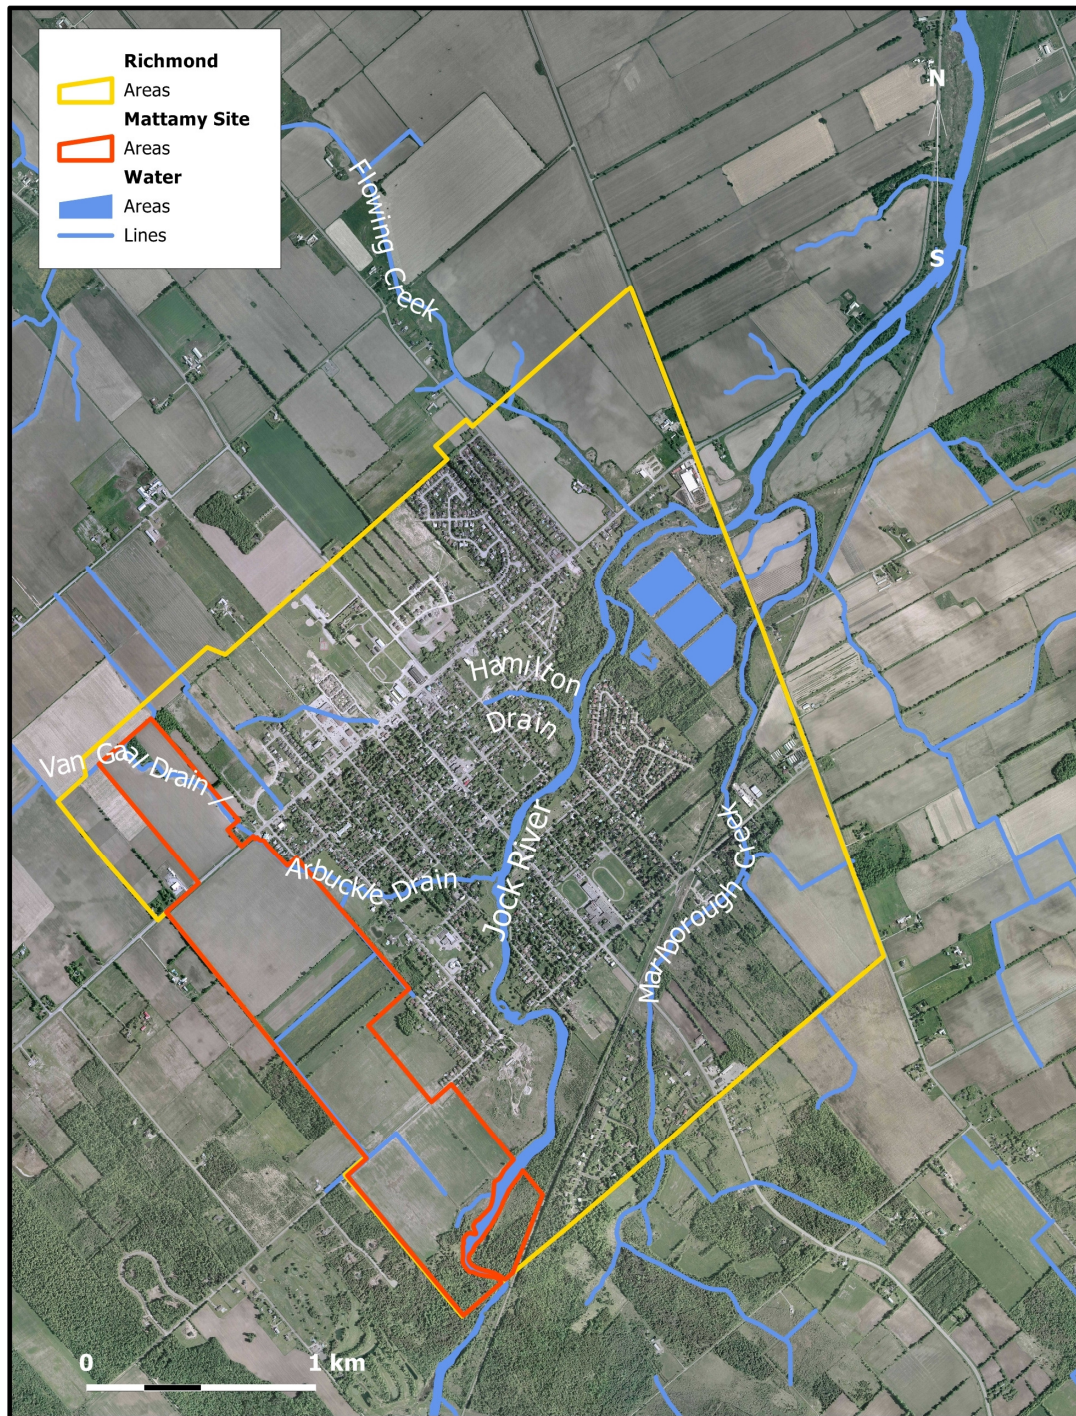 Richmond
Areas
Mattamy Site
Areas
Water
Areas
Lines
N
S
Flowing Creek
Hamilton
Drain
Van Gaal Drain /
Arbuckle Drain
Jock River
Marlborough Creek
0 1 km